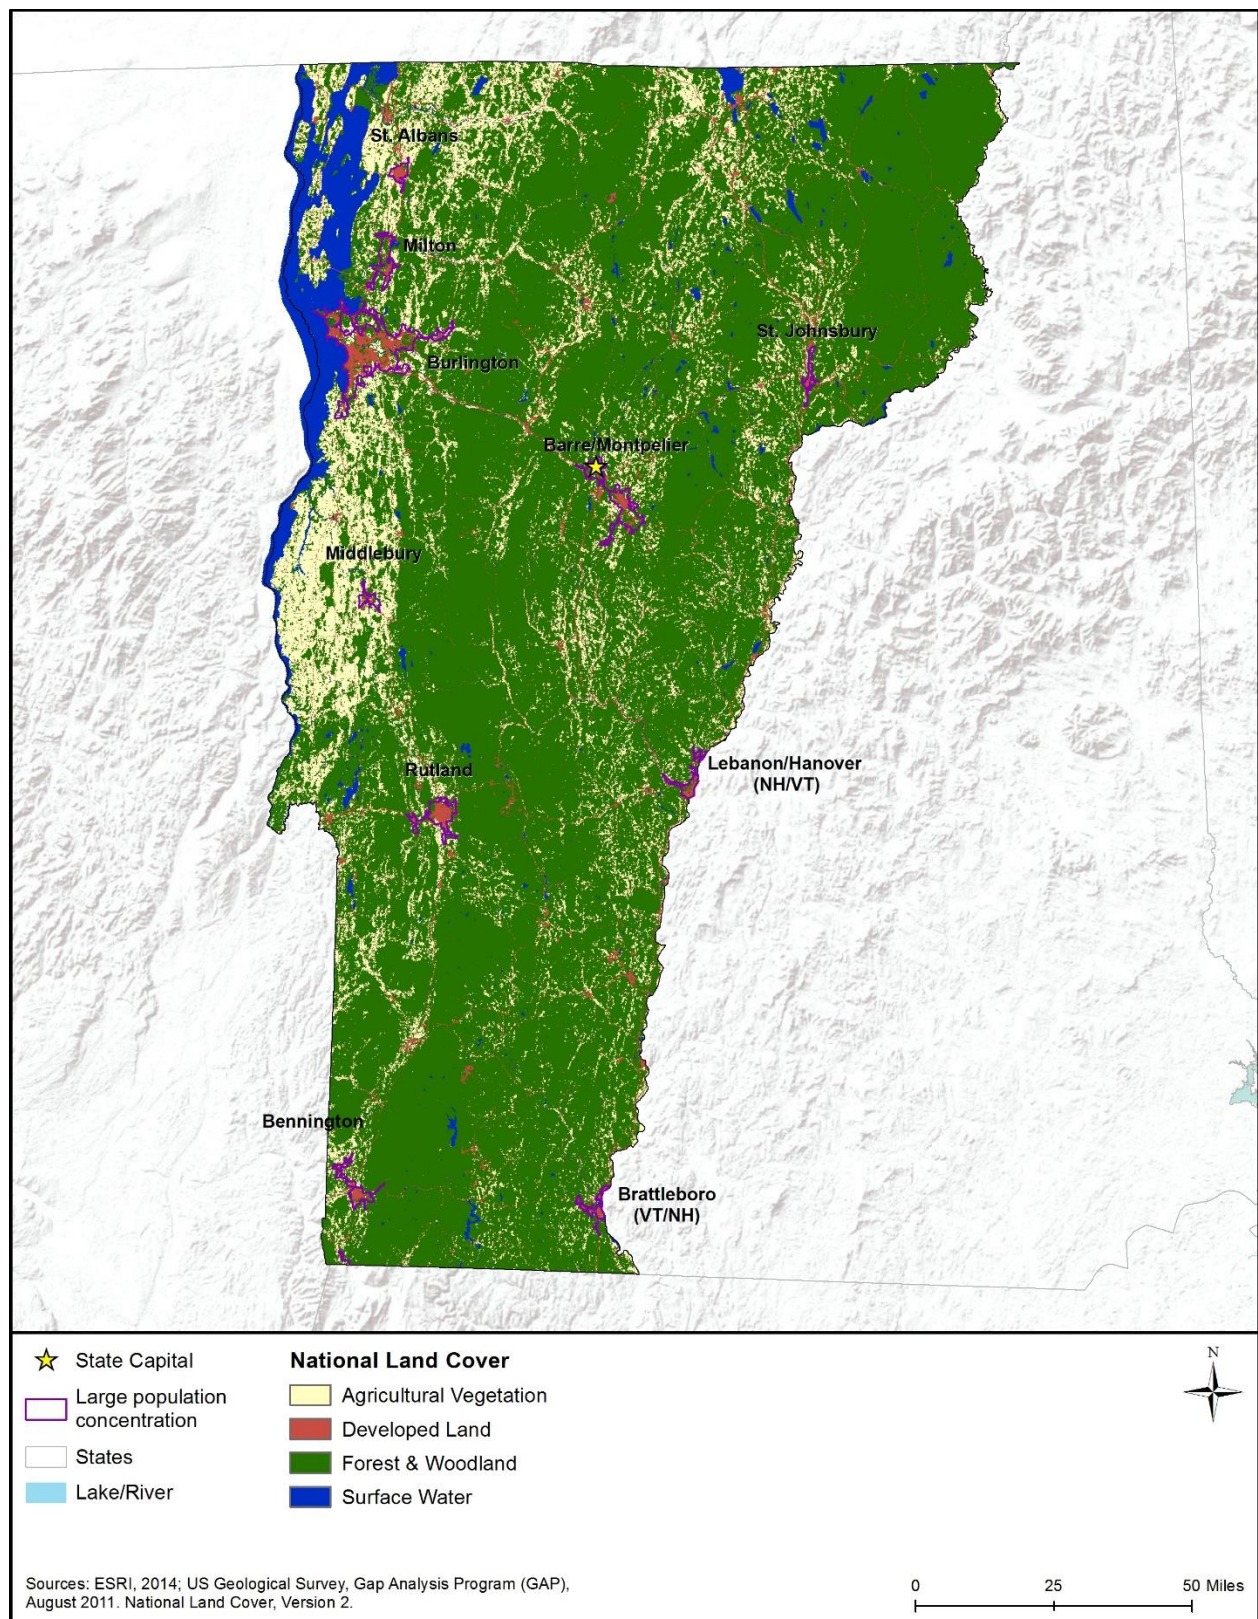 St. Albans
Milton
Burlington
St. Johnsbury
Barre/Montpelier
Middlebury
Rutland
Lebanon/Hanover
(NH/VT)
Bennington
Brattleboro
(VT/NH)
State Capital
Large population
concentration
States
Lake/River
National Land Cover
Agricultural Vegetation
Developed Land
Forest & Woodland
Surface Water
N
Sources: ESRI, 2014; US Geological Survey, Gap Analysis Program (GAP),
August 2011. National Land Cover, Version 2.
0 25 50 Miles